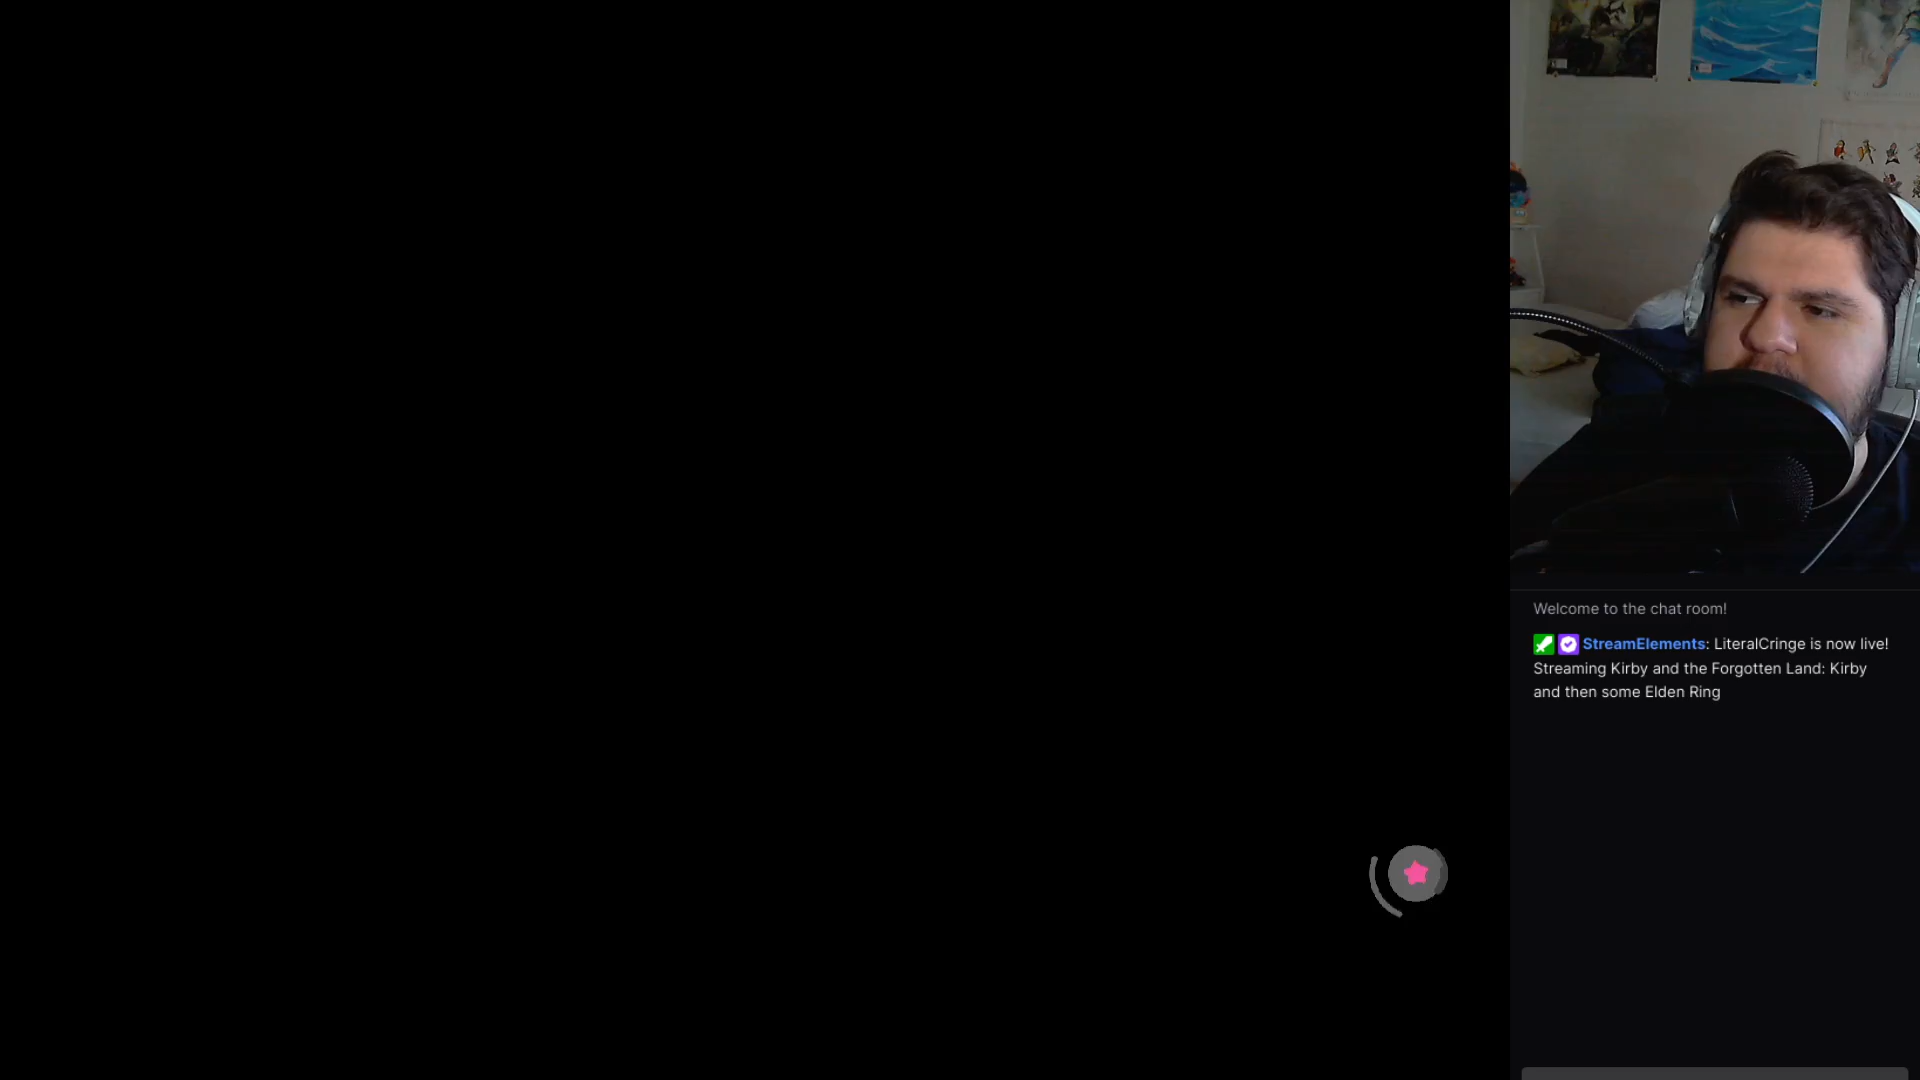 Welcome to the chat room!
StreamElements: LiteralCringe is now live!
Streaming Kirby and the Forgotten Land: Kirby
and then some Elden Ring